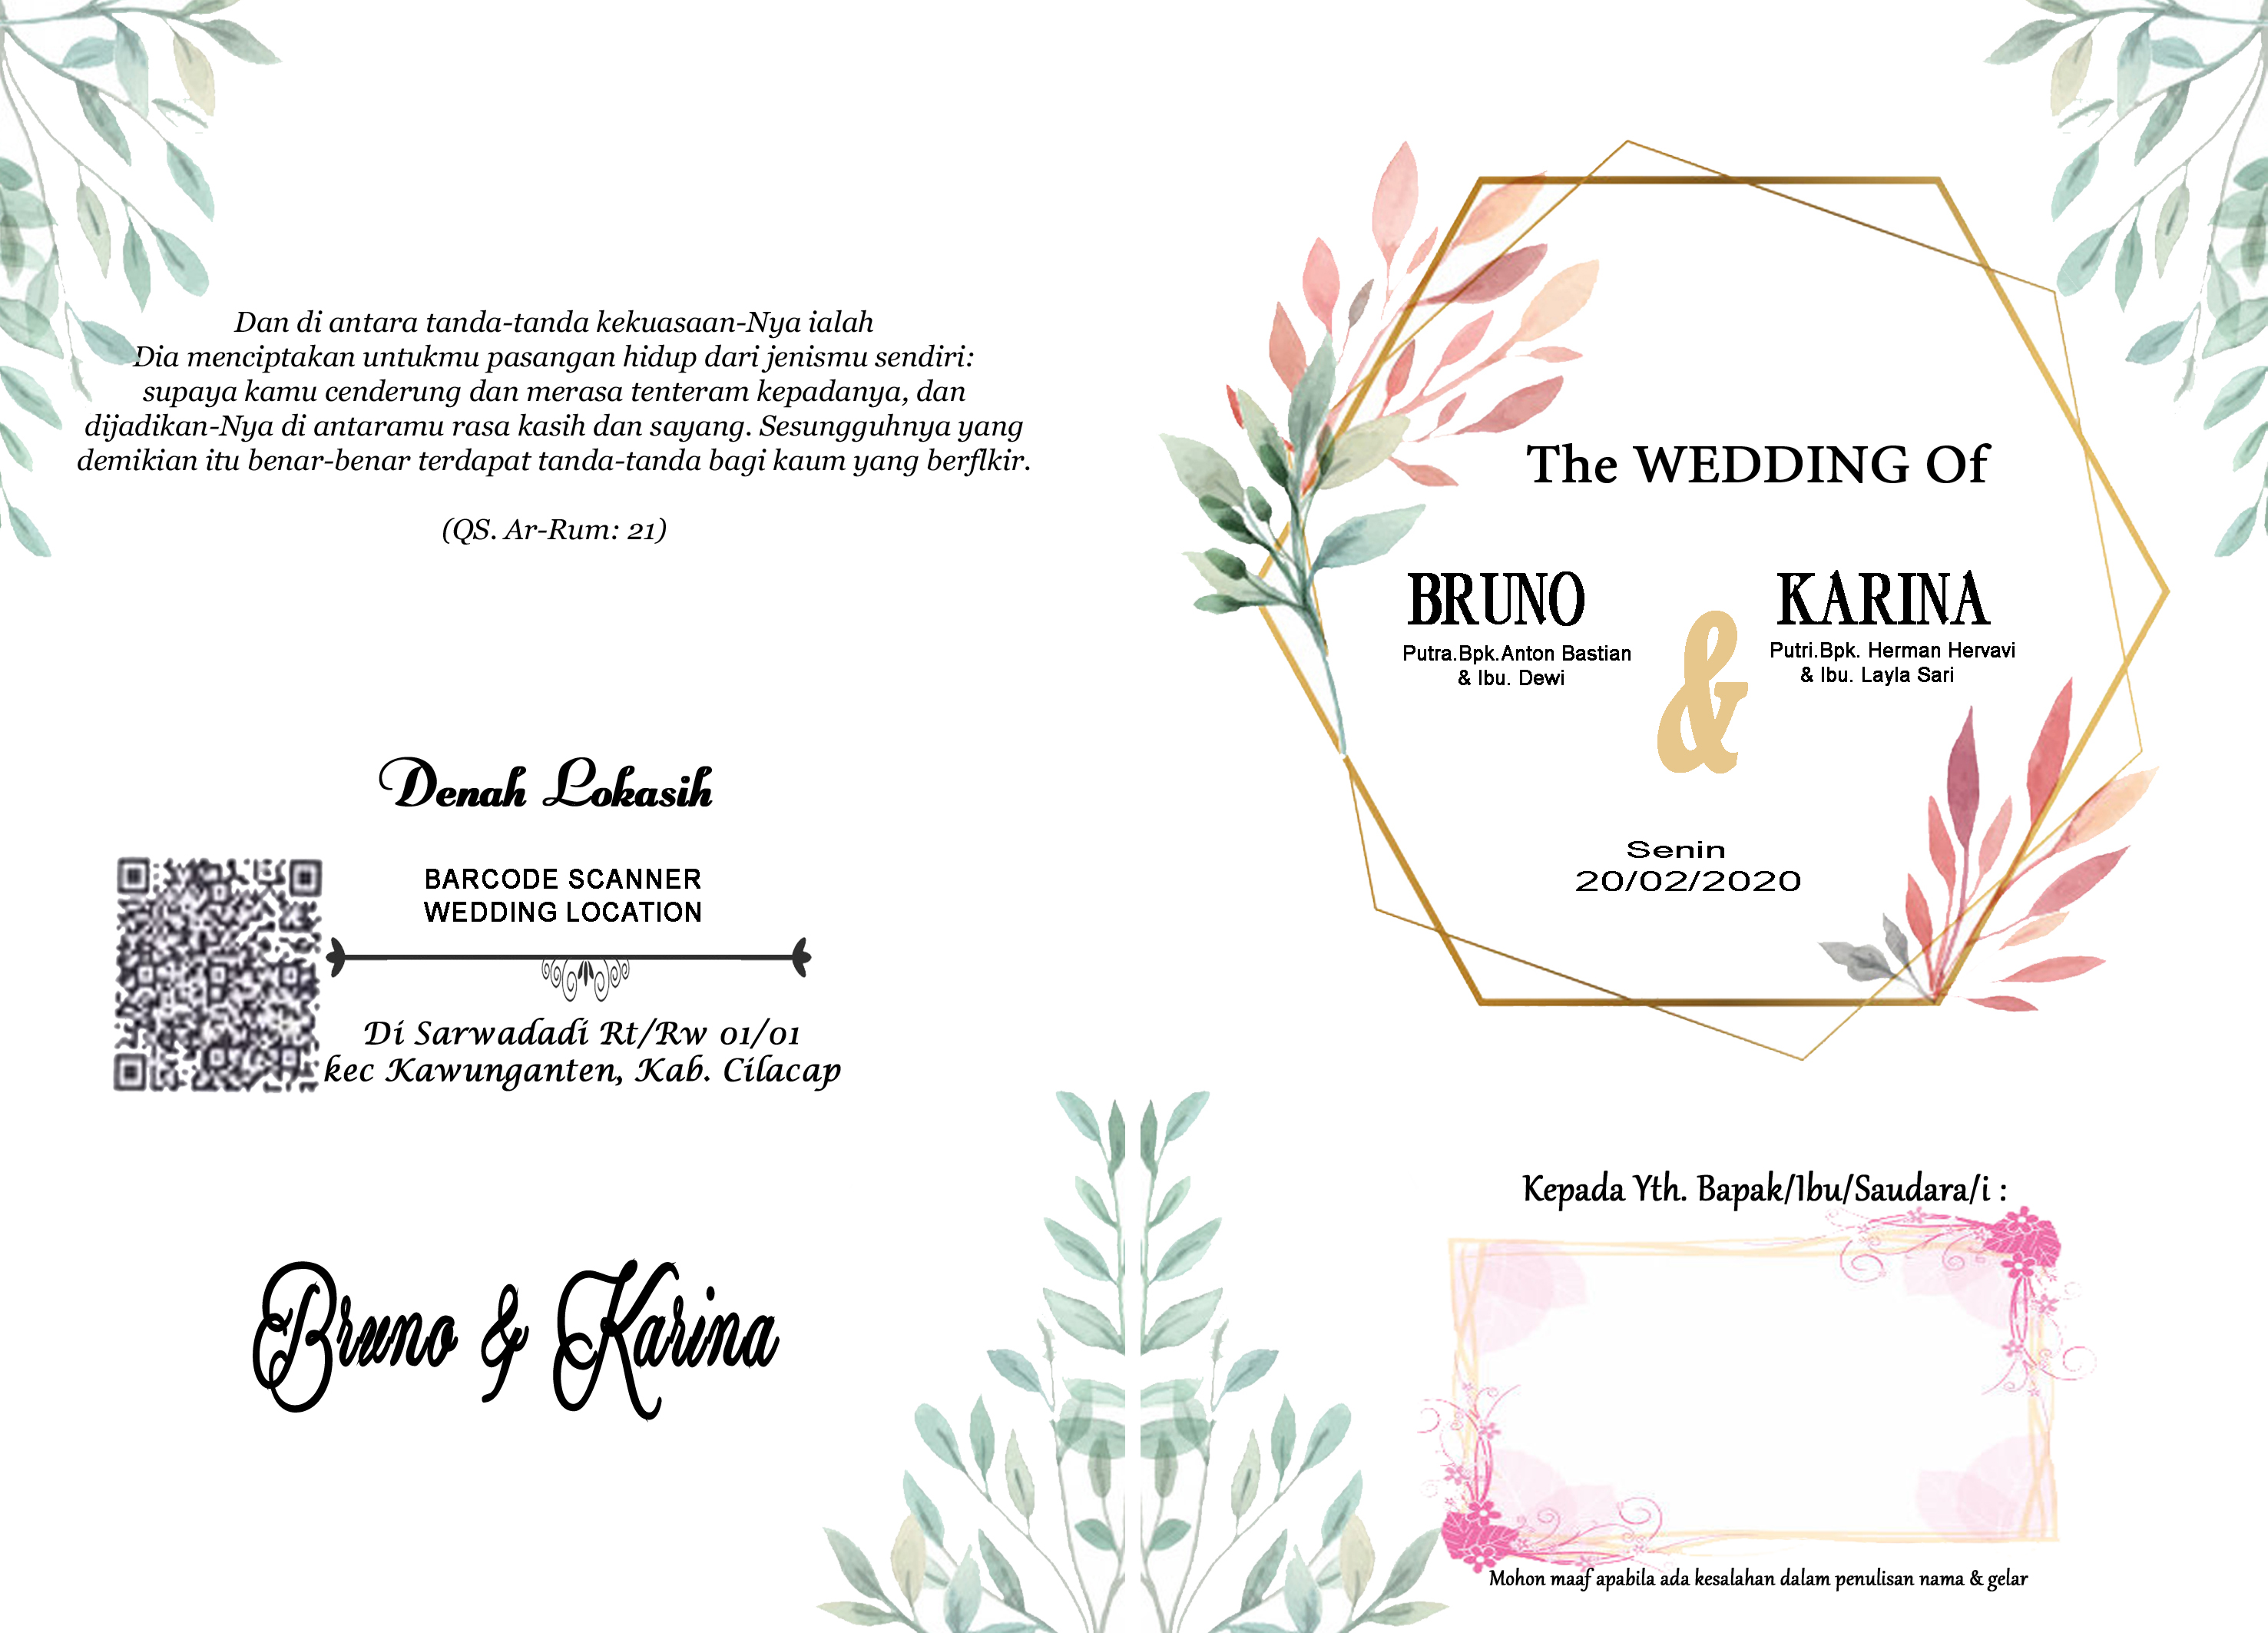 Dan di antara tanda-tanda kekuasaan-Nya ialah
Dia menciptakan untukmu pasangan hidup dari jenismu sendiri:
supaya kamu cenderung dan merasa tenteram kepadanya, dan
dijadikan-Nya di antaramu rasa kasih dan sayang. Sesungguhnya yang
demikian itu benar-benar terdapat tanda-tanda bagi kaum yang berflkir.
(QS. Ar-Rum: 21)
Denah Lokasih
BARCODE SCANNER
WEDDING LOCATION
Di Sarwadadi Rt/Rw 01/01
kec Kawunganten, Kab. Cilacap
Bruno & Karina
The WEDDING Of
BRUNO
Putra.Bpk.Anton Bastian
& Ibu. Dewi
&
KARINA
Putri.Bpk. Herman Hervavi
& Ibu. Layla Sari
Senin
20/02/2020
Kepada Yth. Bapak/Ibu/Saudara/i :
Mohon maaf apabila ada kesalahan dalam penulisan nama & gelar